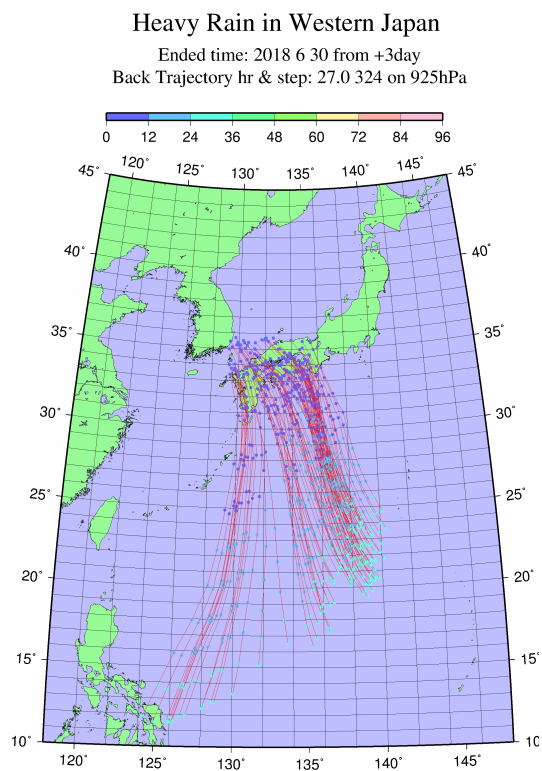 Heavy Rain in Western Japan
Ended time: 2018 6 30 from +3day
Back Trajectory hr & step: 27.0 324 on 925hPa
0 12 24 36 48 60 72 84 96
120˚ 125˚ 130˚ 135˚ 140˚ 145˚
45˚ 45˚
40˚ 40˚
35˚ 35˚
30˚ 30˚
25˚ 25˚
20˚ 20˚
15˚ 15˚
10˚ 10˚
120˚ 125˚ 130˚ 135˚ 140˚ 145˚